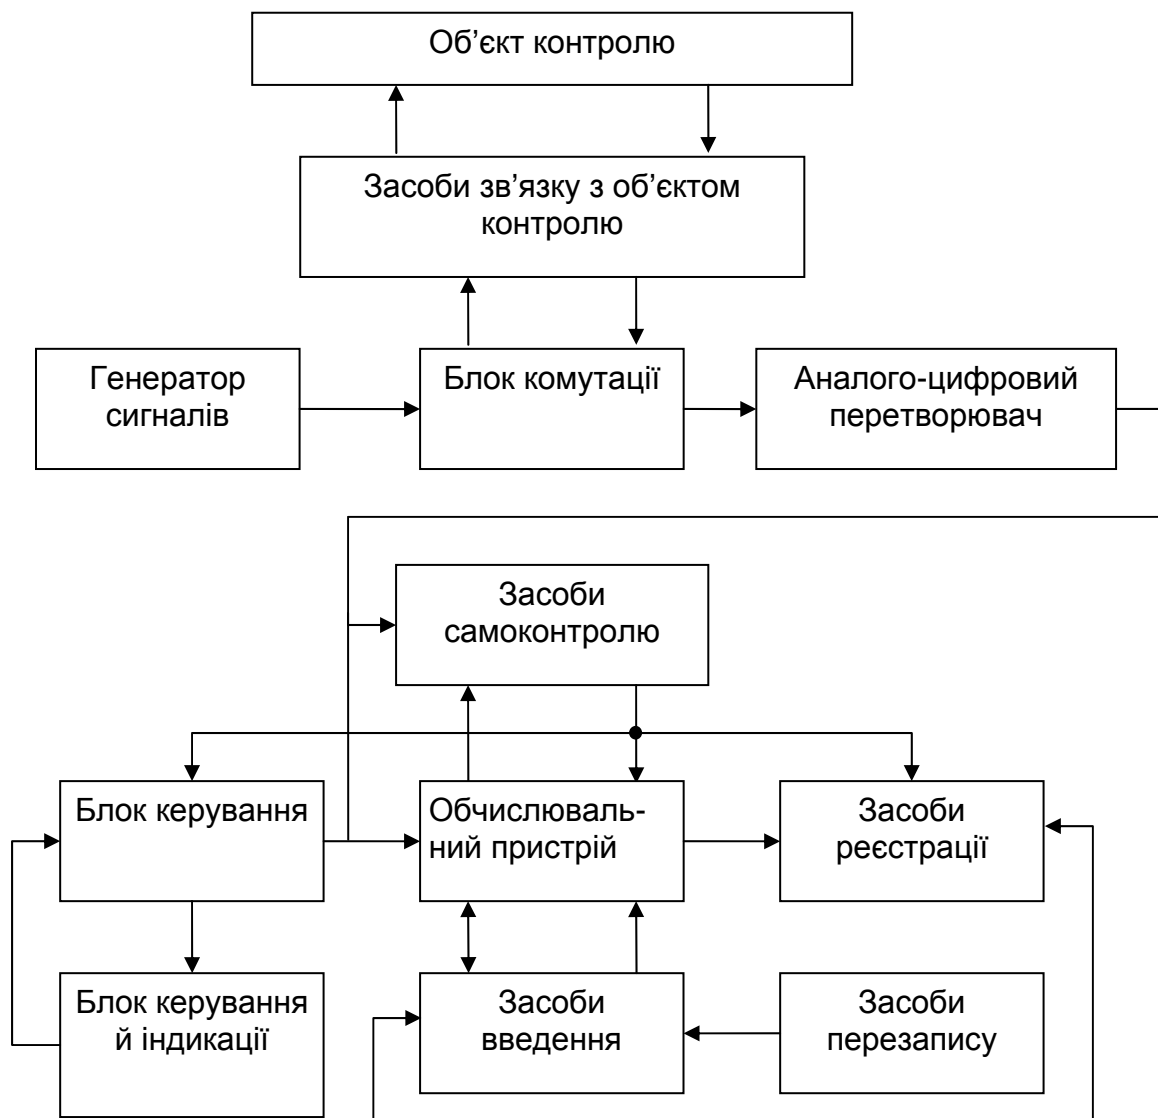 Об’єкт контролю
Засоби зв’язку з об’єктом
контролю
Генератор
сигналів
Блок комутації
Аналого-цифровий
перетворювач
Засоби
самоконтролю
Блок керування
Обчислюваль-
ний пристрій
Засоби
реєстрації
Блок керування
й індикації
Засоби
введення
Засоби
перезапису